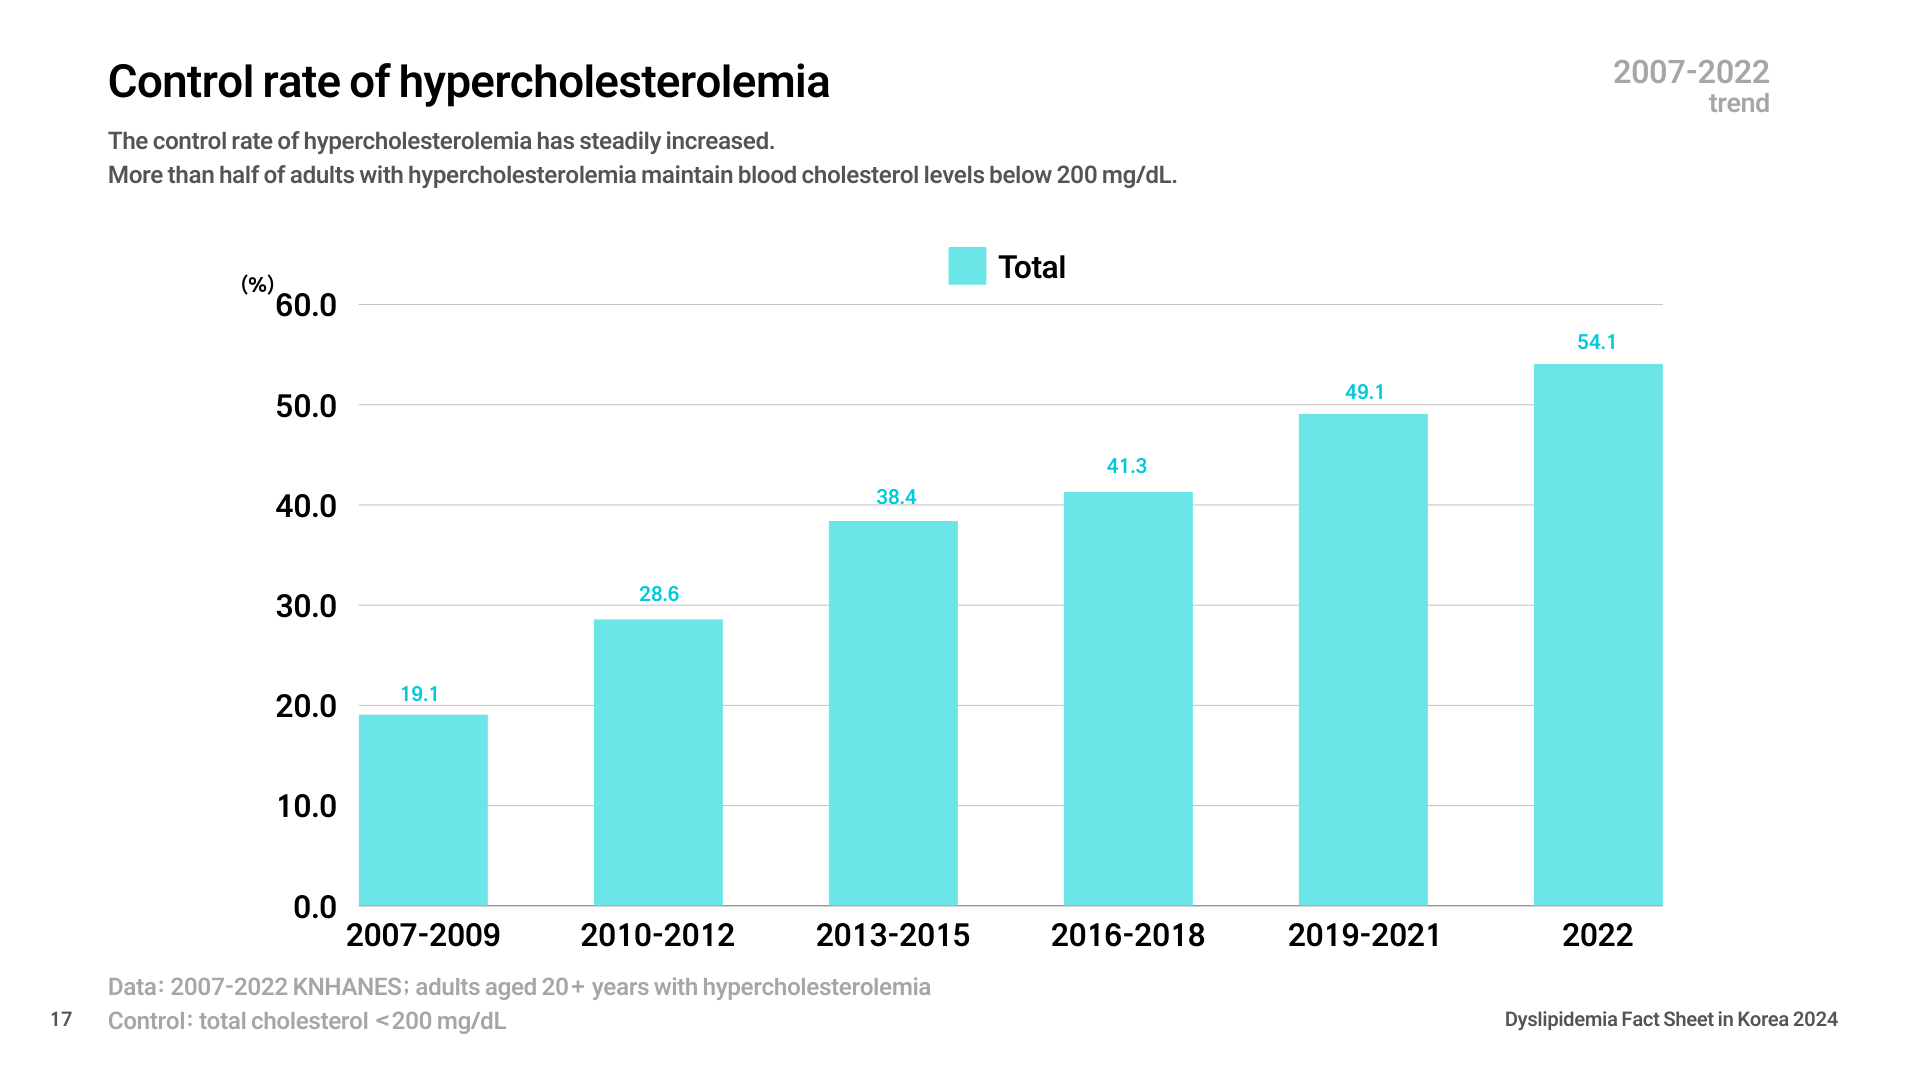 Control rate of hypercholesterolemia
2007-2022
trend
The control rate of hypercholesterolemia has steadily increased.
More than half of adults with hypercholesterolemia maintain blood cholesterol levels below 200 mg/dL.
Total
(%)
60.0
50.0
40.0
30.0
20.0
10.0
0.0
19.1
28.6
38.4
41.3
49.1
54.1
2007-2009
2010-2012
2013-2015
2016-2018
2019-2021
2022
Data: 2007-2022 KNHANES; adults aged 20+ years with hypercholesterolemia
Control: total cholesterol <200 mg/dL
17
Dyslipidemia Fact Sheet in Korea 2024